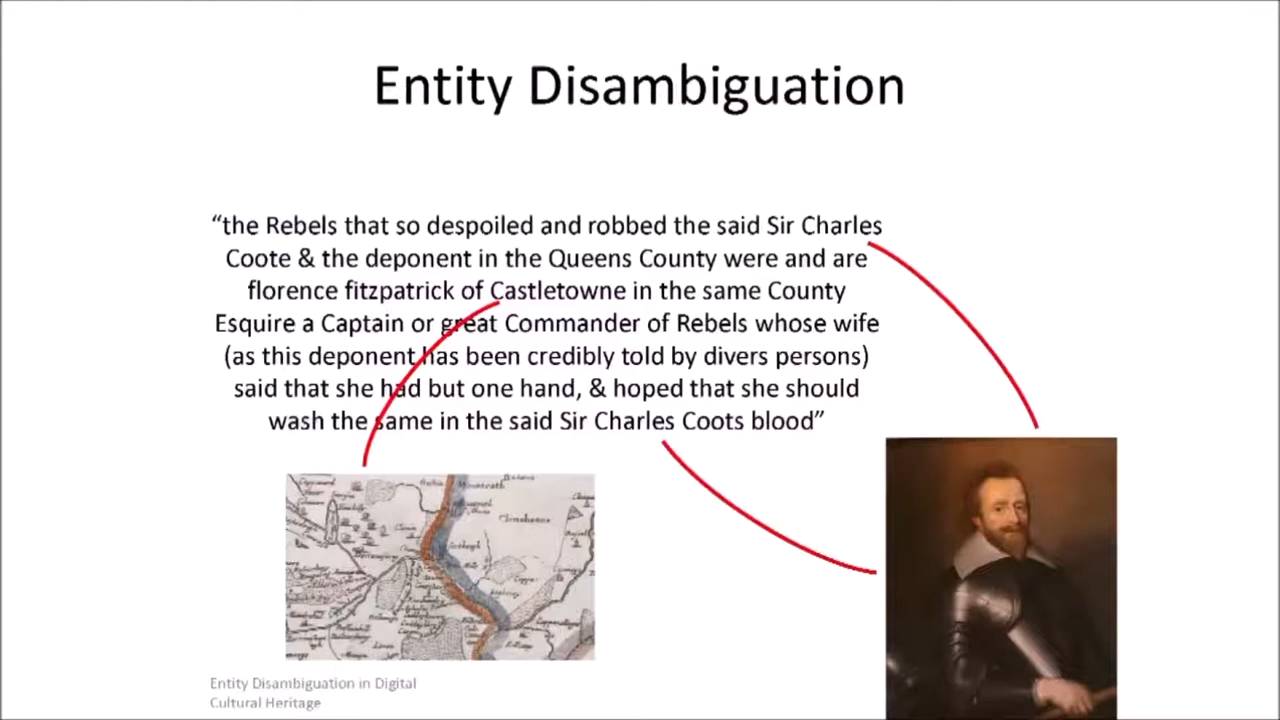 Entity Disambiguation
“the Rebels that so despoiled and robbed the said Sir Charles
Coote & the deponent in the Queens County were and are
florence fitzpatrick of Castletowne in the same County
Esquire a Captain or great Commander of Rebels whose wife
(as this deponent has been credibly told by divers persons)
said that she had but one hand, & hoped that she should
wash the same in the said Sir Charles Coots blood”
Entity Disambiguation in Digital
Cultural Heritage